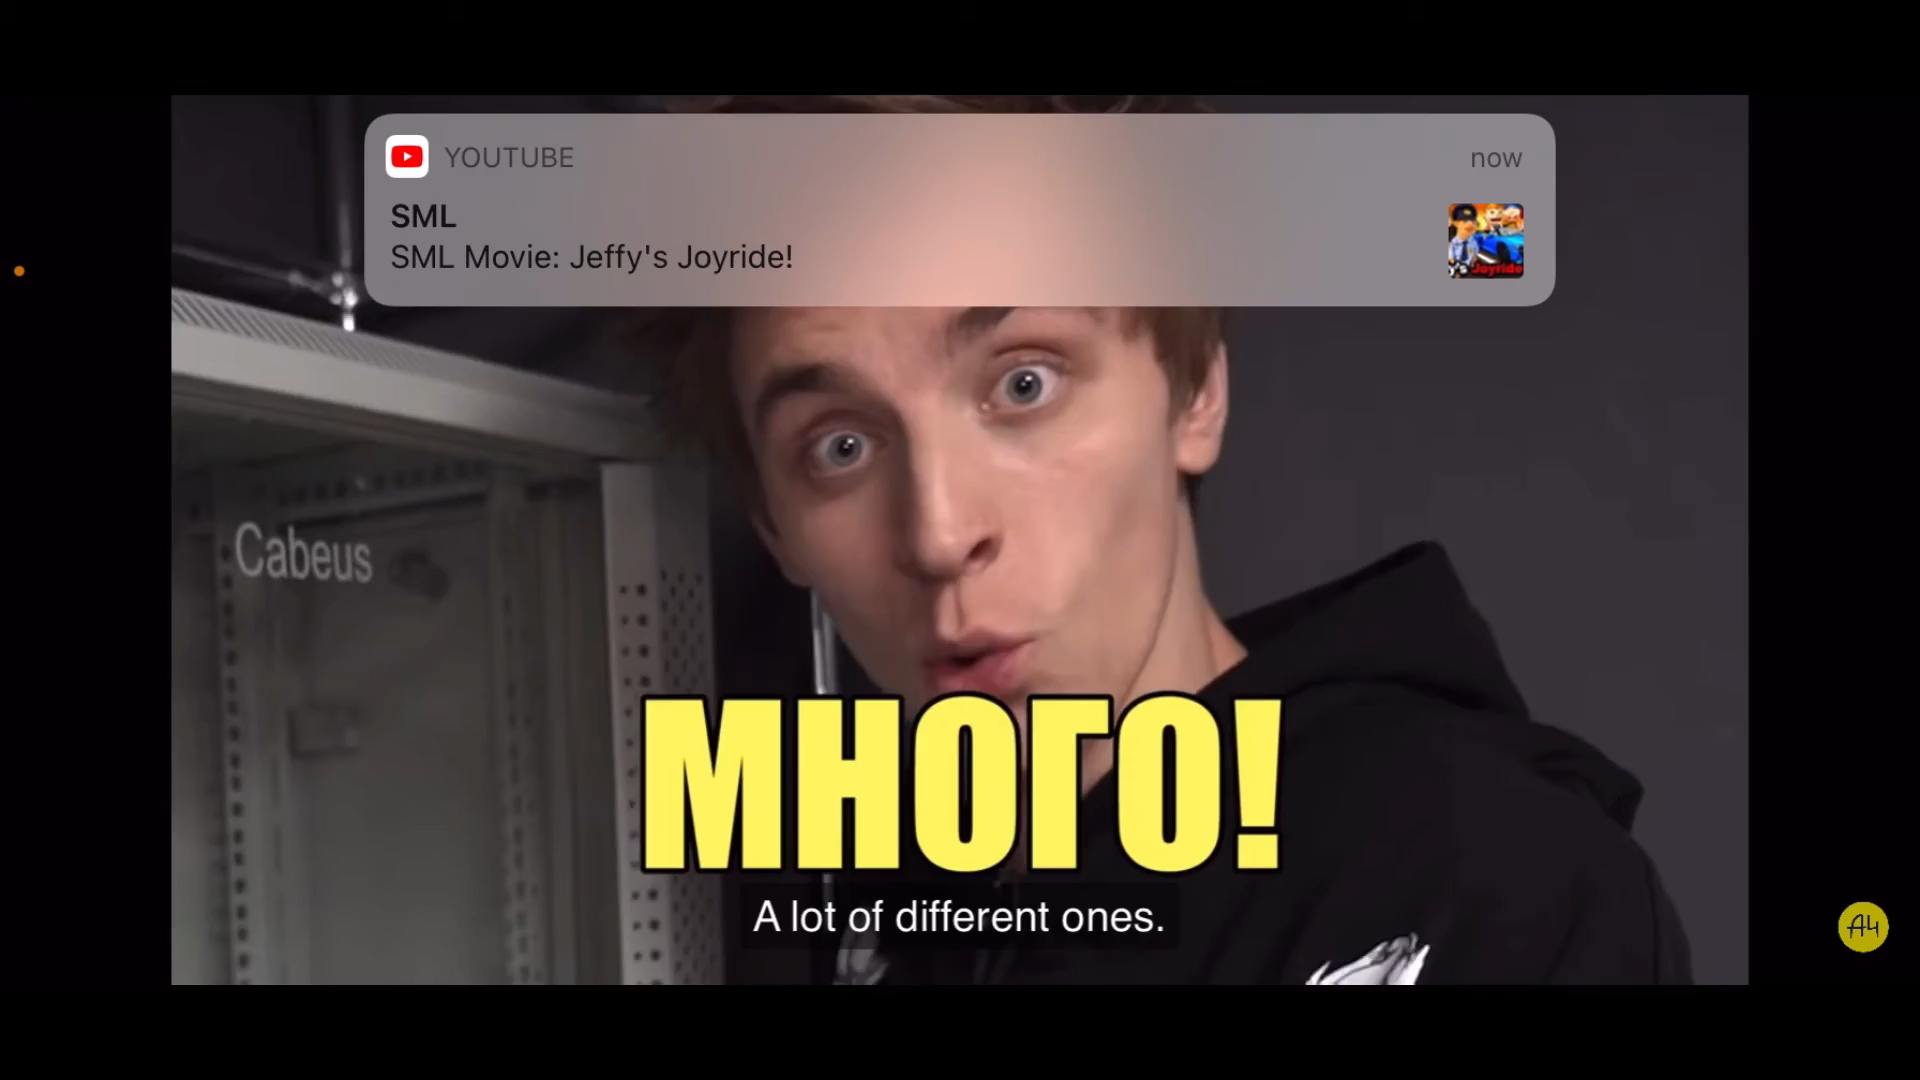 YOUTUBE
now
SML
SML Movie: Jeffy's Joyride!
y's Joyride
Cabeus
МНОГО!
A lot of different ones.
A4